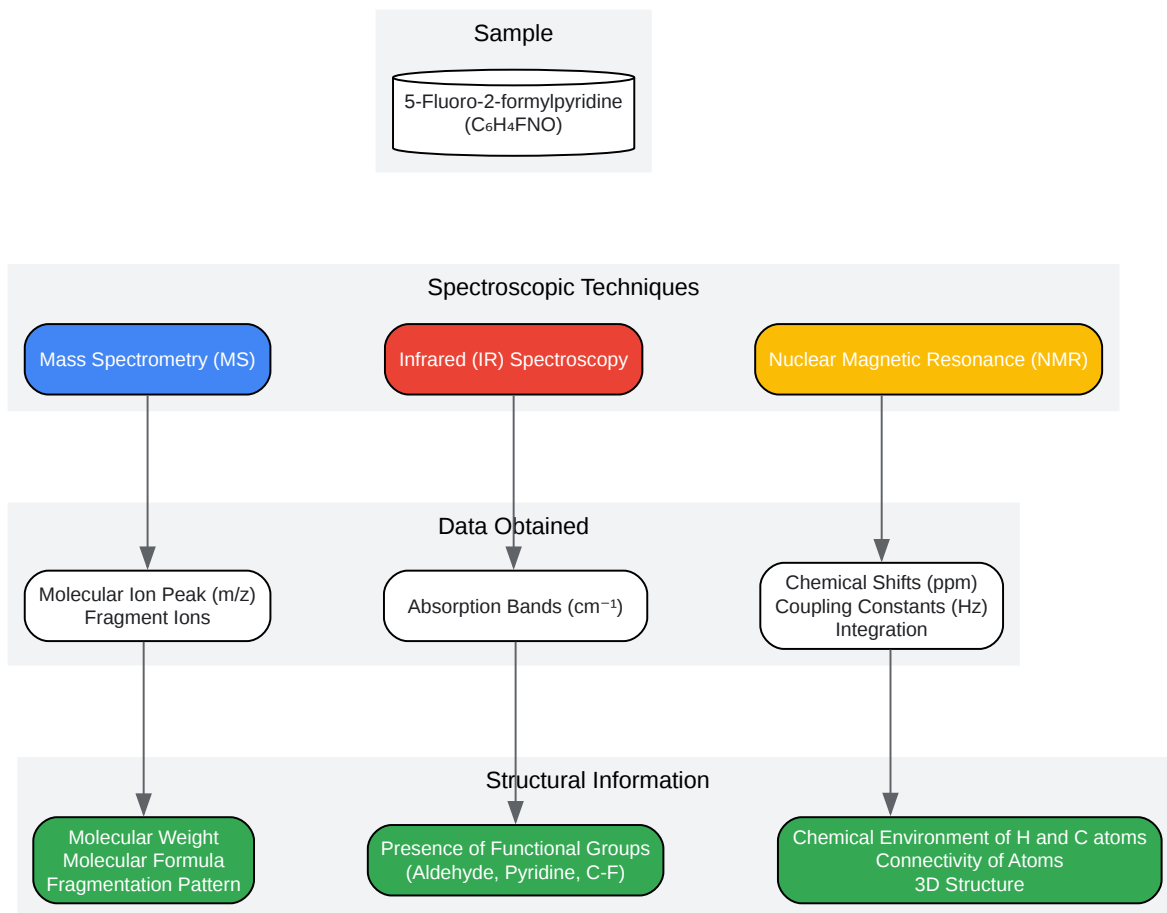 Sample
5-Fluoro-2-formylpyridine
(C₆H₄FNO)
Spectroscopic Techniques
Mass Spectrometry (MS)
Infrared (IR) Spectroscopy
Nuclear Magnetic Resonance (NMR)
Data Obtained
Molecular Ion Peak (m/z)
Fragment Ions
Absorption Bands (cm⁻¹)
Chemical Shifts (ppm)
Coupling Constants (Hz)
Integration
Structural Information
Molecular Weight
Molecular Formula
Fragmentation Pattern
Presence of Functional Groups
(Aldehyde, Pyridine, C-F)
Chemical Environment of H and C atoms
Connectivity of Atoms
3D Structure